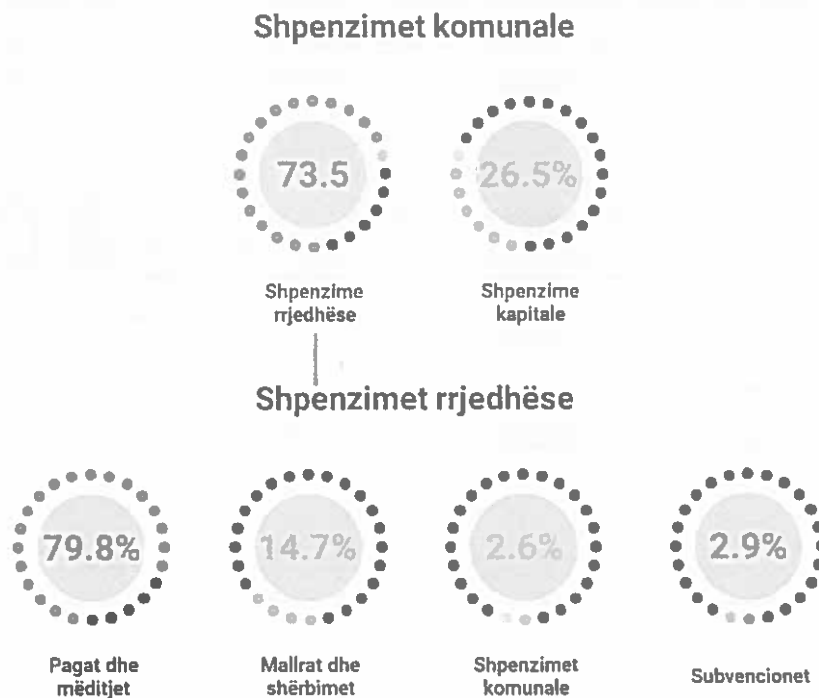 Shpenzimet komunale
73.5
26.5%
Shpenzime
rrjedhëse
Shpenzime
kapitale
Shpenzimet rrjedhëse
79.8%
14.7%
2.6%
2.9%
Pagat dhe
mëditjet
Mallrat dhe
shërbimet
Shpenzimet
komunale
Subvencionet